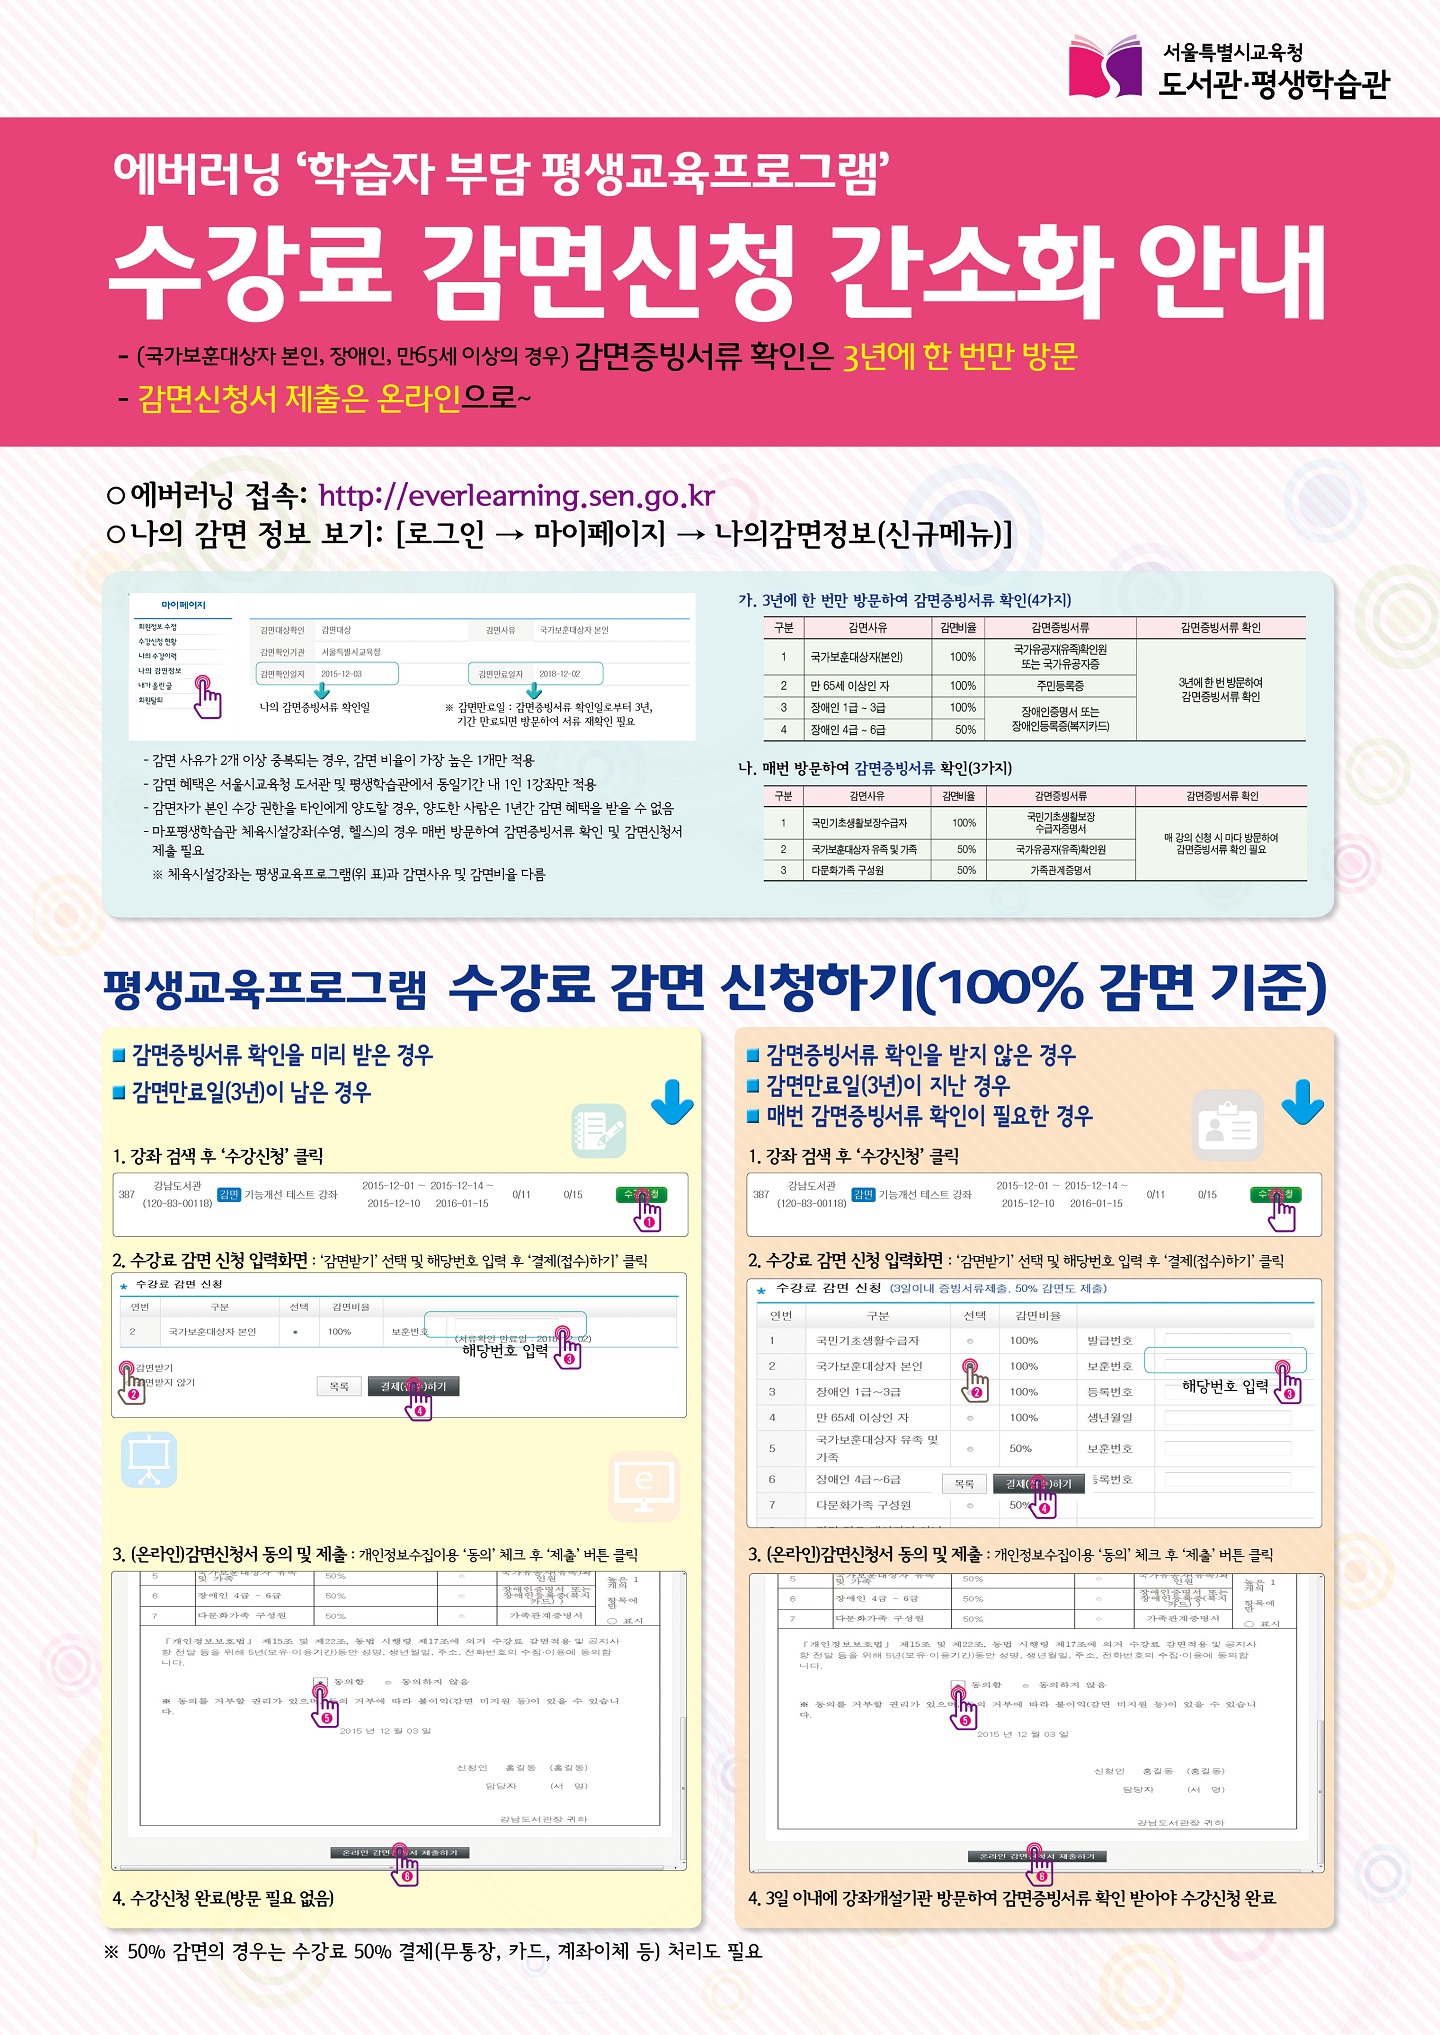 서울특별시교육청
도서관·평생학습관
에버러닝 ‘학습자 부담 평생교육프로그램’
수강료 감면신청 간소화 안내
- (국가보훈대상자 본인, 장애인, 만65세 이상의 경우) 감면증빙서류 확인은 3년에 한 번만 방문
- 감면신청서 제출은 온라인으로~
○에버러닝 접속: http://everlearning.sen.go.kr
○나의 감면 정보 보기: [로그인 → 마이페이지 → 나의감면정보(신규메뉴)]
마이페이지
회원정보 수정
수강신청 현황
나의 수강이력
나의 감면정보
내가 올린 글
회원탈퇴
감면대상확인 감면대상 감면사유 국가보훈대상자 본인
감면확인기관 서울특별시교육청
감면확인일자 2015-12-03 감면만료일자 2018-12-02
나의 감면증빙서류 확인일
※ 감면만료일 : 감면증빙서류 확인일로부터 3년,
기간 만료되면 방문하여 서류 재확인 필요
- 감면 사유가 2개 이상 중복되는 경우, 감면 비율이 가장 높은 1개만 적용
- 감면 혜택은 서울시교육청 도서관 및 평생학습관에서 동일기간 내 1인 1강좌만 적용
- 감면자가 본인 수강 권한을 타인에게 양도할 경우, 양도한 사람은 1년간 감면 혜택을 받을 수 없음
- 마포평생학습관 체육시설강좌(수영, 헬스)의 경우 매번 방문하여 감면증빙서류 확인 및 감면신청서
제출 필요
※ 체육시설강좌는 평생교육프로그램(위 표)과 감면사유 및 감면비율 다름
가. 3년에 한 번만 방문하여 감면증빙서류 확인(4가지)
구분 감면사유 감면비율 감면증빙서류 감면증빙서류 확인
1 국가보훈대상자(본인) 100% 국가유공자(유족)확인원
또는 국가유공자증
2 만 65세 이상인 자 100% 주민등록증
3 장애인 1급 ~ 3급 100%
4 장애인 4급 ~ 6급 50%
장애인증명서 또는
장애인등록증(복지카드)
3년에 한 번 방문하여
감면증빙서류 확인
나. 매번 방문하여 감면증빙서류 확인(3가지)
구분 감면사유 감면비율 감면증빙서류 감면증빙서류 확인
1 국민기초생활보장수급자 100% 국민기초생활보장
수급자증명서
2 국가보훈대상자 유족 및 가족 50% 국가유공자(유족)확인원
3 다문화가족 구성원 50% 가족관계증명서
매 강의 신청 시 마다 방문하여
감면증빙서류 확인 필요
평생교육프로그램 수강료 감면 신청하기(100% 감면 기준)
감면증빙서류 확인을 미리 받은 경우
감면만료일(3년)이 남은 경우
1. 강좌 검색 후 ‘수강신청’ 클릭
387 강남도서관
(120-83-00118) 감면 기능개선 테스트 강좌 2015-12-01 ~ 2015-12-10 2015-12-14 ~ 2016-01-15 0/11 0/15
1
2. 수강료 감면 신청 입력화면 : ‘감면받기’ 선택 및 해당번호 입력 후 ‘결제(접수)하기’ 클릭
* 수강료 감면 신청
연번 구분 선택 감면비율
2 국가보훈대상자 본인 100% 보훈번호
해당번호 입력
3
감면받기
2
목록
4
3. (온라인)감면신청서 동의 및 제출 : 개인정보수집이용 ‘동의’ 체크 후 ‘제출’ 버튼 클릭
5 및 가족 50%
6 장애인 4급 - 6급 50% 장애인증명서 또는
장애인등록증(복지
카드) )
7 다문화가족 구성원 50% 가족관계증명서
높은 1
개의
항목에
만
○ 표시
「개인정보보호법」 제15조 및 제22조, 동법 시행령 제17조에 의거 수강료 감면적용 및 공지사
항 전달 등을 위해 5년(보유·이용기간)동안 성명, 생년월일, 주소, 전화번호의 수집·이용에 동의합
니다.
동의함 동의하지 않음
5
※ 동의를 거부할 권리가 있으며 거부에 따라 불이익(감면 미지원 등)이 있을 수 있습니
다.
2015 년 12 월 03 일
신청인 홍길동 (홍길동)
담당자 (서 명)
강남도서관장 귀하
6
4. 수강신청 완료(방문 필요 없음)
감면증빙서류 확인을 받지 않은 경우
감면만료일(3년)이 지난 경우
매번 감면증빙서류 확인이 필요한 경우
1. 강좌 검색 후 ‘수강신청’ 클릭
387 강남도서관
(120-83-00118) 감면 기능개선 테스트 강좌 2015-12-01 ~ 2015-12-10 2015-12-14 ~ 2016-01-15 0/11 0/15
2. 수강료 감면 신청 입력화면 : ‘감면받기’ 선택 및 해당번호 입력 후 ‘결제(접수)하기’ 클릭
* 수강료 감면 신청 (3일이내 증빙서류제출, 50% 감면도 제출)
연번 구분 선택 감면비율
1 국민기초생활수급자 100% 발급번호
2 국가보훈대상자 본인 100% 보훈번호
2
해당번호 입력
3
3 장애인 1급~3급 100% 등록번호
4 만 65세 이상인 자 100% 생년월일
5 국가보훈대상자 유족 및
가족 50% 보훈번호
6 장애인 4급~6급 목록
4
7 다문화가족 구성원
3. (온라인)감면신청서 동의 및 제출 : 개인정보수집이용 ‘동의’ 체크 후 ‘제출’ 버튼 클릭
5 및 가족 50% 인원
6 장애인 4급 - 6급 50% 장애인증명서 또는
장애인등록증(복지
카드) )
7 다문화가족 구성원 50% 가족관계증명서
높은 1
개의
항목에
만
○ 표시
「개인정보보호법」 제15조 및 제22조, 동법 시행령 제17조에 의거 수강료 감면적용 및 공지사
항 전달 등을 위해 5년(보유·이용기간)동안 성명, 생년월일, 주소, 전화번호의 수집·이용에 동의합
니다.
동의함 동의하지 않음
5
※ 동의를 거부할 권리가 있으며 거부에 따라 불이익(감면 미지원 등)이 있을 수 있습니
다.
2015 년 12 월 03 일
신청인 홍길동 (홍길동)
담당자 (서 명)
강남도서관장 귀하
6
4. 3일 이내에 강좌개설기관 방문하여 감면증빙서류 확인 받아야 수강신청 완료
※ 50% 감면의 경우는 수강료 50% 결제(무통장, 카드, 계좌이체 등) 처리도 필요